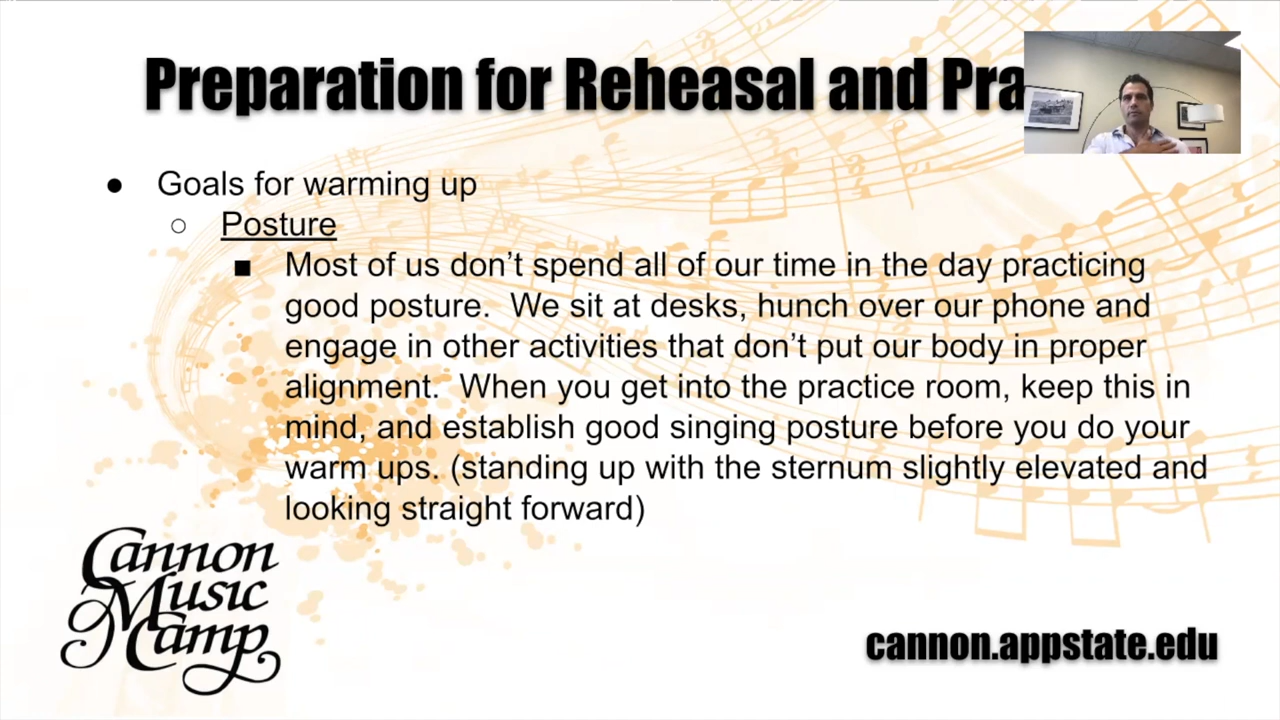 Preparation for Reheasal and Pra
● Goals for warming up
○ Posture
■ Most of us don’t spend all of our time in the day practicing
good posture. We sit at desks, hunch over our phone and
engage in other activities that don’t put our body in proper
alignment. When you get into the practice room, keep this in
mind, and establish good singing posture before you do your
warm ups. (standing up with the sternum slightly elevated and
looking straight forward)
Cannon
Music
Camp
cannon.appstate.edu